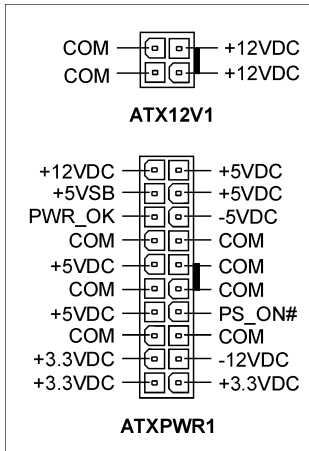 COM +12VDC
COM +12VDC
ATX12V1
+12VDC +5VDC
+5VSB +5VDC
PWR_OK -5VDC
COM COM
+5VDC COM
COM COM
+5VDC PS_ON#
COM COM
+3.3VDC -12VDC
+3.3VDC +3.3VDC
ATXPWR1